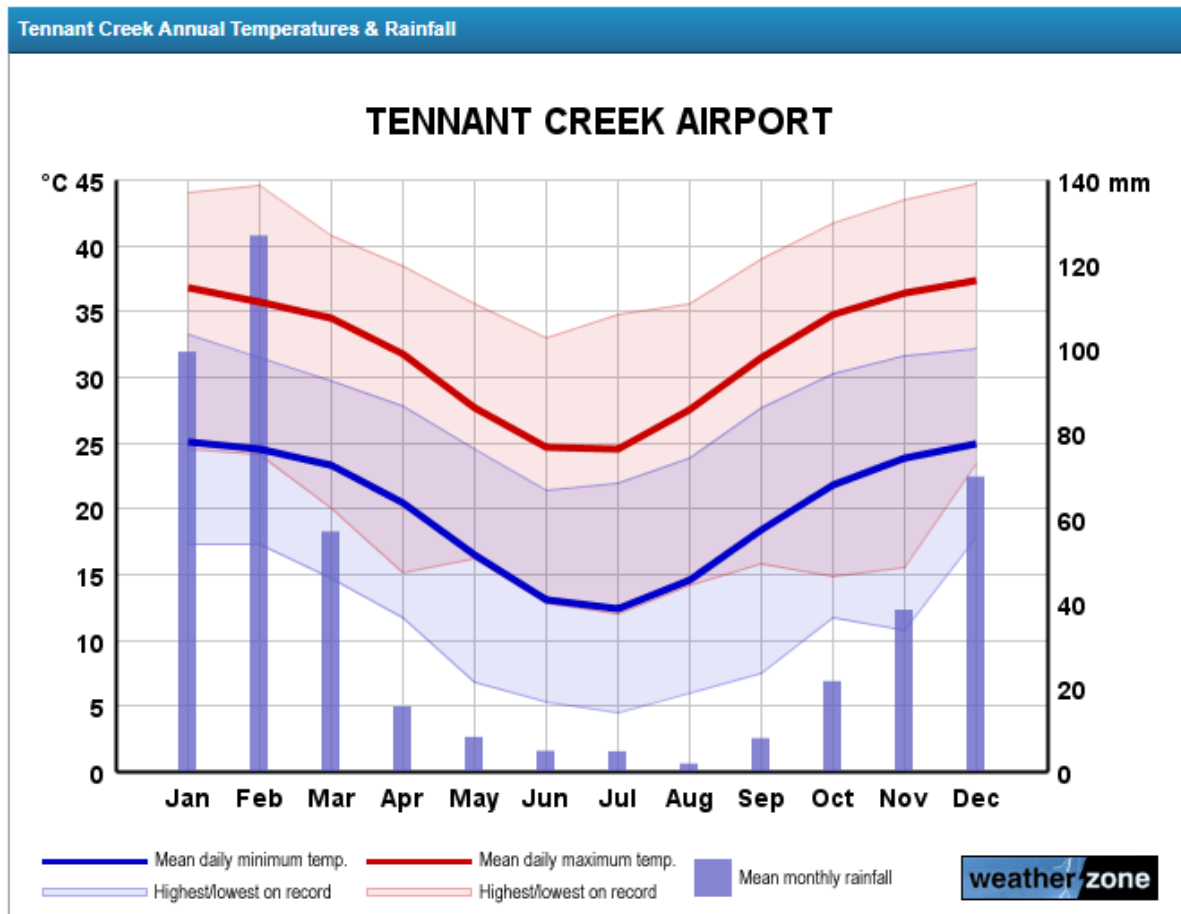 Tennant Creek Annual Temperatures & Rainfall
TENNANT CREEK AIRPORT
°C 45
40
35
30
25
20
15
10
5
0
140 mm
120
100
80
60
40
20
0
Jan Feb Mar Apr May Jun Jul Aug Sep Oct Nov Dec
Mean daily minimum temp. Mean daily maximum temp.
Highest/lowest on record Highest/lowest on record
Mean monthly rainfall
weatherzone